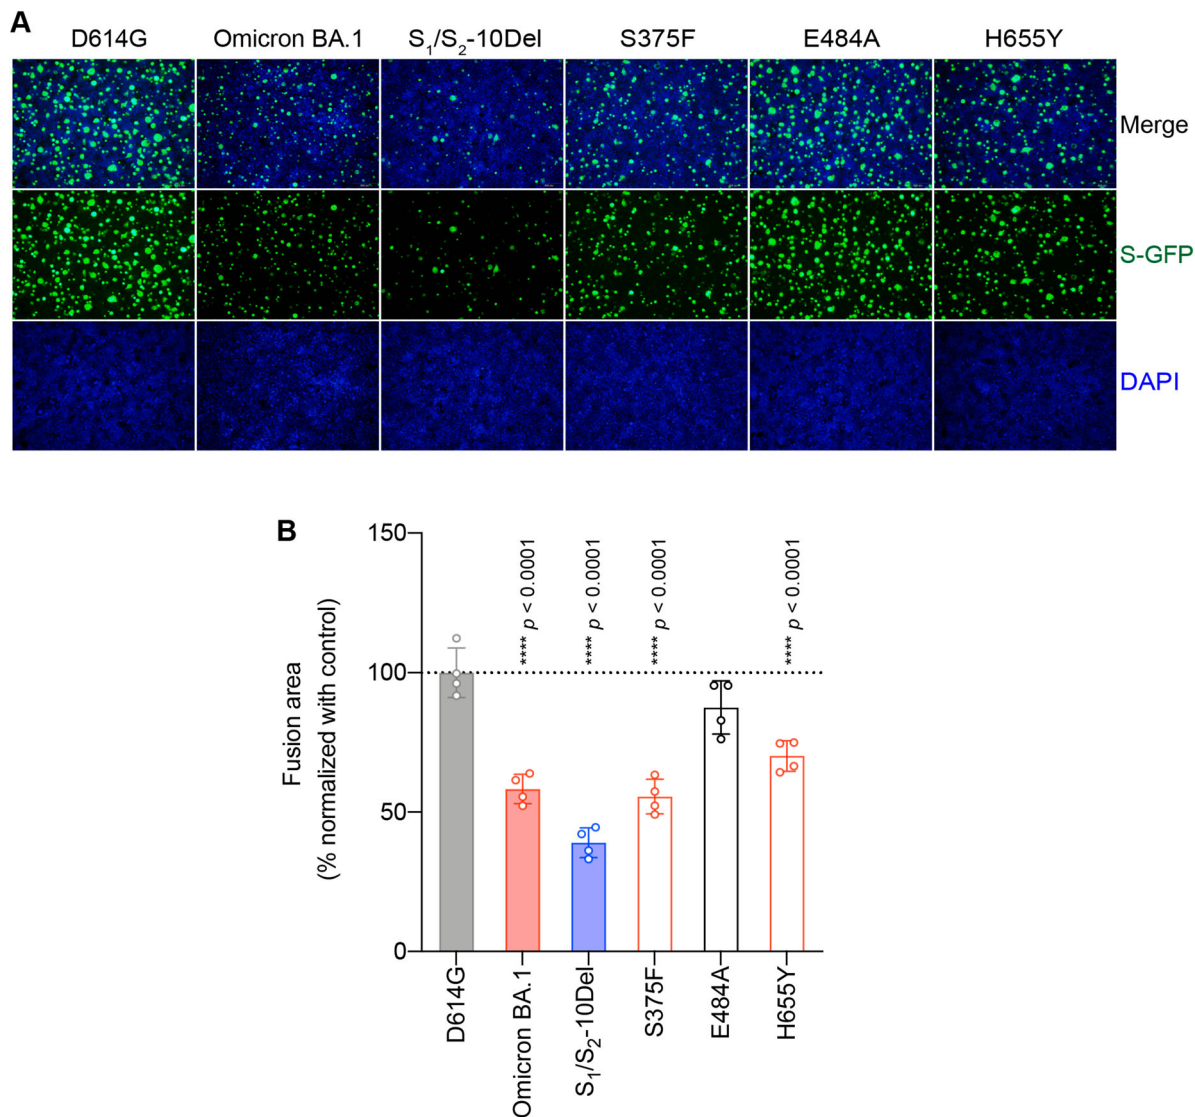 A
D614G Omicron BA.1 S1/S2-10Del S375F E484A H655Y
Merge
S-GFP
DAPI
B
Fusion area
(% normalized with control)
150
100
50
0
**** p < 0.0001
**** p < 0.0001
**** p < 0.0001
**** p < 0.0001
D614G
Omicron BA.1
S1/S2-10Del
S375F
E484A
H655Y